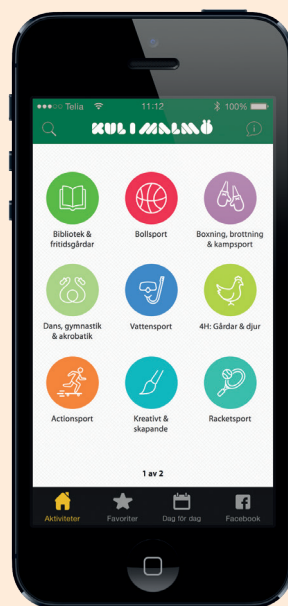 Telia 11:12 100%
KUL I MALMÖ
Bibliotek &
fritidsgårdar
Bollsport
Boxning, brottning
& kampsport
Dans, gymnastik
& akrobatik
Vattensport
4H: Gårdar & djur
Actionsport
Kreativt &
skapande
Racketsport
1 av 2
Aktiviteter Favoriter Dag för dag Facebook